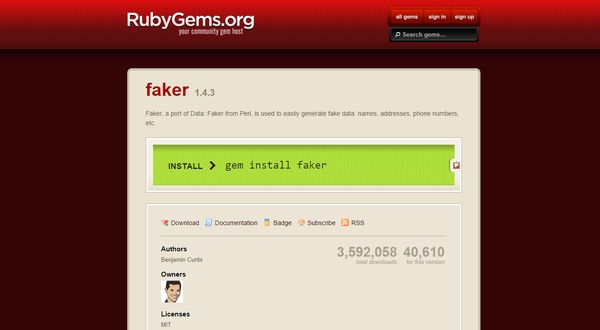 RubyGems.org
your community gem host
all gems sign in sign up
Search gems...
faker 1.4.3
Faker, a port of Data::Faker from Perl, is used to easily generate fake data: names, addresses, phone numbers,
etc.
INSTALL gem install faker
Download Documentation Badge Subscribe RSS
Authors
Benjamin Curtis
3,592,058 40,610
total downloads for this version
Owners
Licenses
MIT